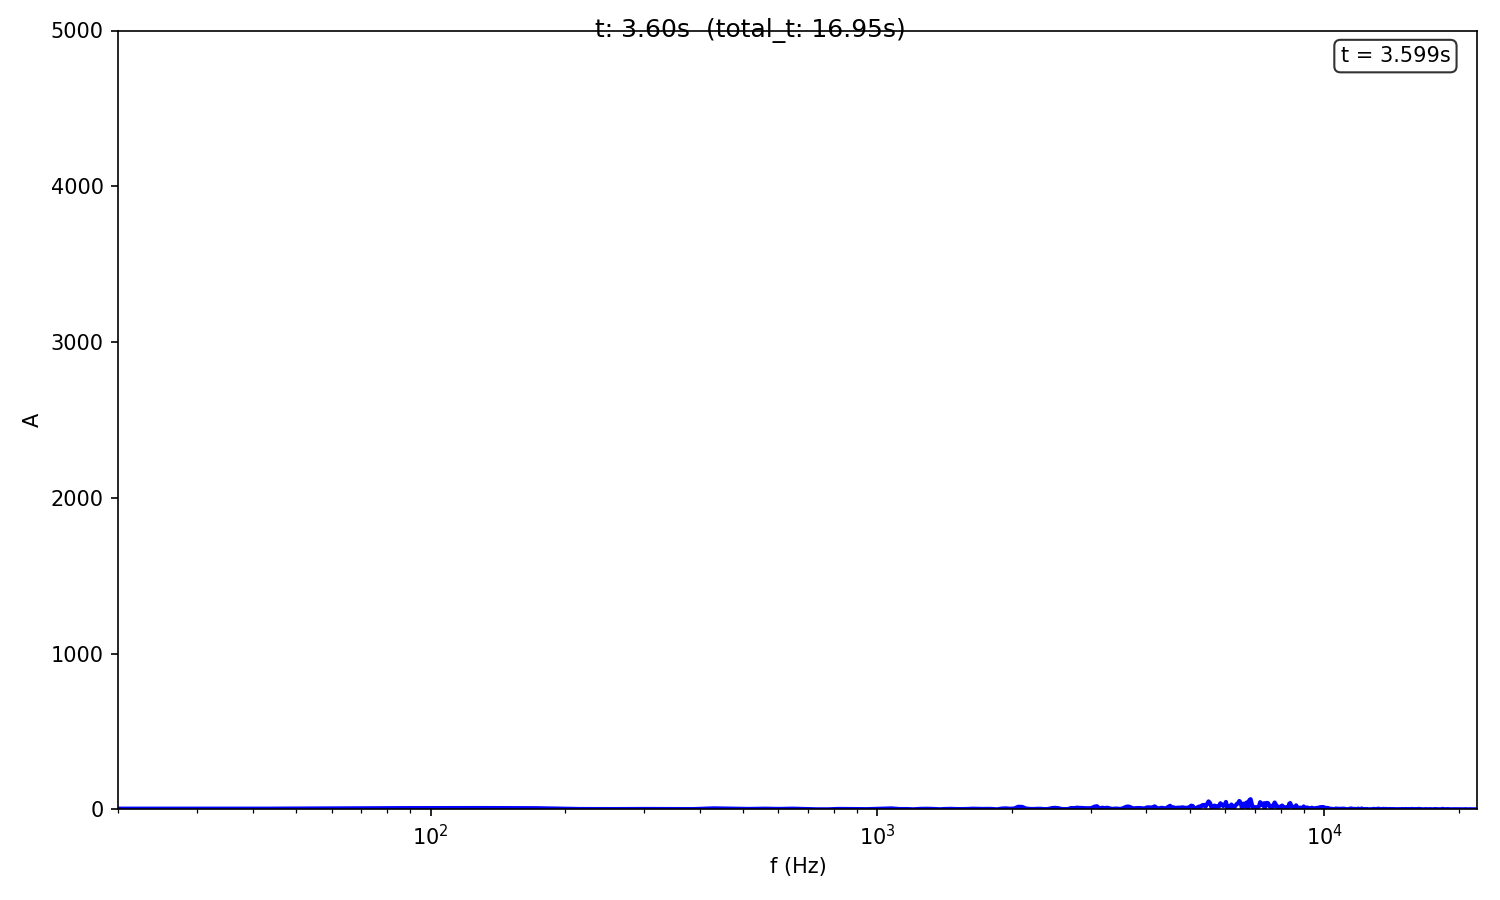 t: 3.60s (total_t: 16.95s)
t = 3.599s
5000
4000
3000
2000
1000
0
A
10² 10³ 10⁴
f (Hz)